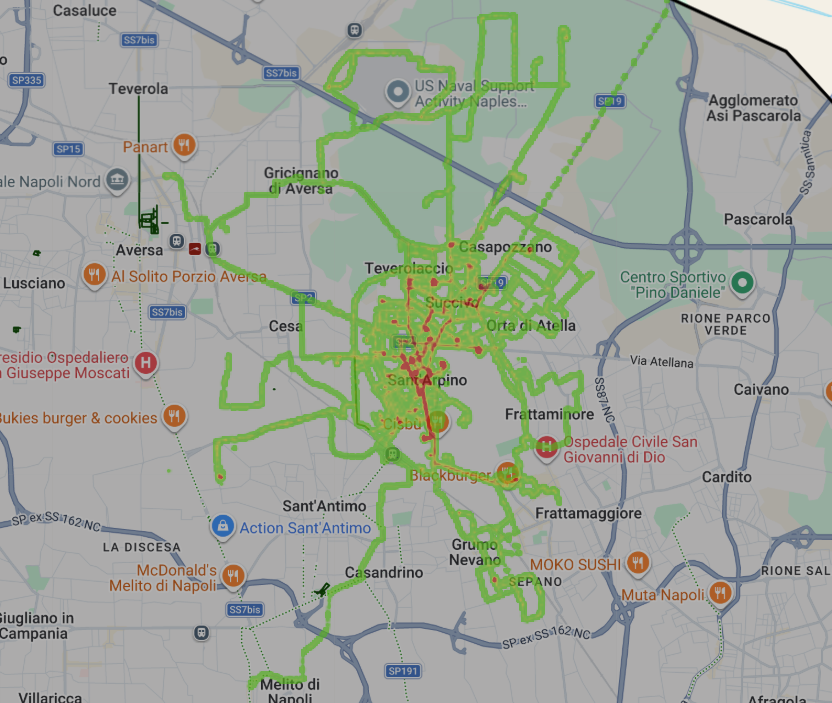 Casaluce
SS7bis
SP335
SS7bis
US Naval Support
Activity Naples...
Teverola
SP19
Agglomerato
Asi Pascarola
Panart
SP15
SS Sannitica
ale Napoli Nord
Gricignano
di Aversa
Pascarola
Aversa
Casapozzano
Al Solito Porzio Aversa
Teverolaccio
Lusciano
Centro Sportivo
"Pino Daniele"
SP2
Succivo
SS7bis
Cesa
Orta di Atella
RIONE PARCO
VERDE
residio Ospedaliero
Giuseppe Moscati
Via Atellana
Sant'Arpino
SS87 NC
Caivano
Bukies burger & cookies
Frattaminore
Ospedale Civile San
Giovanni di Dio
Blackburger
Cardito
SP ex SS 162 NC
Sant'Antimo
Action Sant'Antimo
Frattamaggiore
LA DISCESA
Grumo
Nevano
McDonald's
Melito di Napoli
Casandrino
SEPANO
MOKO SUSHI
RIONE SAL
Muta Napoli
SS7bis
Giugliano in
Campania
SP ex SS 162 NC
SP191
Melito di
Napoli
Villaricca
Afragola